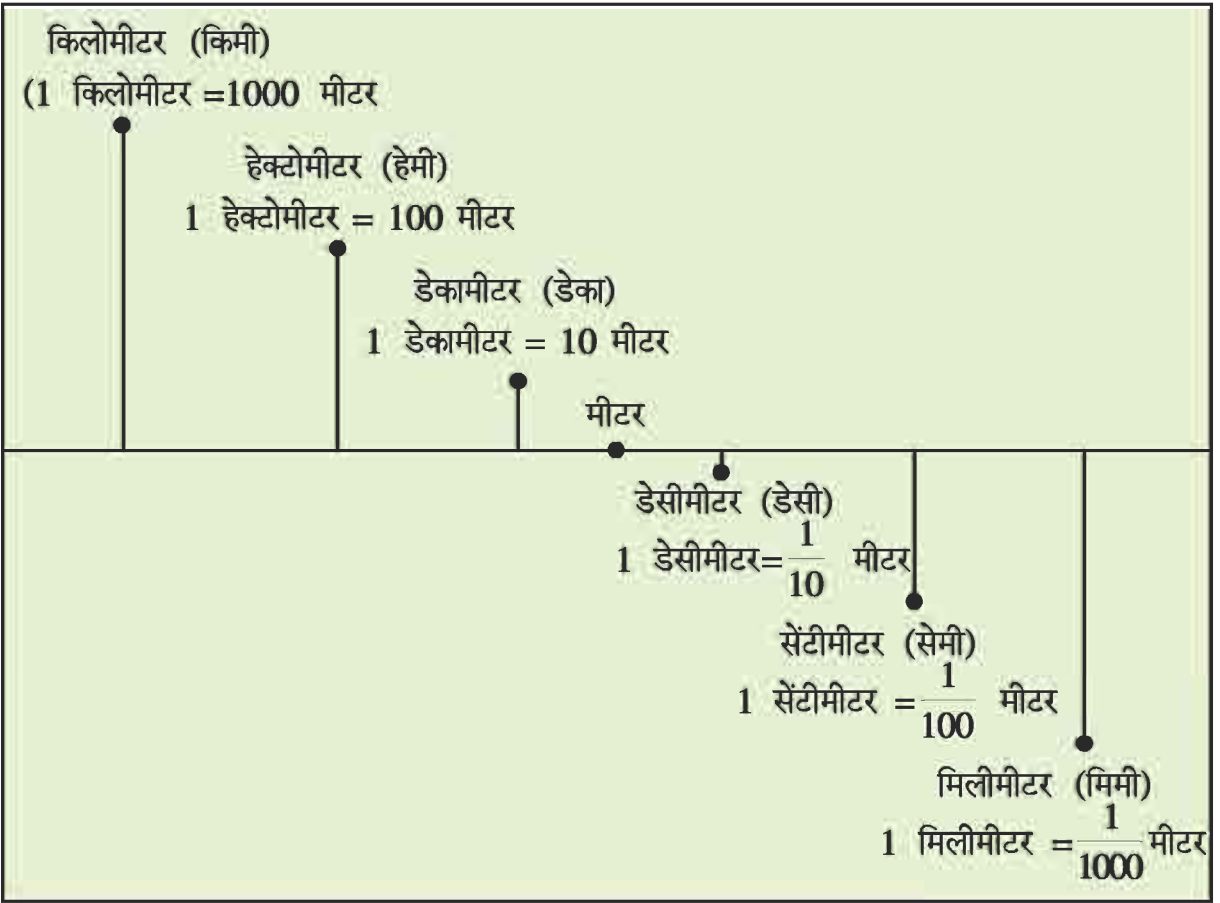 किलोमीटर (किमी)
(1 किलोमीटर =1000 मीटर
हेक्टोमीटर (हेमी)
1 हेक्टोमीटर = 100 मीटर
डेकामीटर (डेका)
1 डेकामीटर = 10 मीटर
मीटर
डेसीमीटर (डेसी)
1 डेसीमीटर=1/10 मीटर
सेंटीमीटर (सेमी)
1 सेंटीमीटर =1/100 मीटर
मिलीमीटर (मिमी)
1 मिलीमीटर =1/1000 मीटर